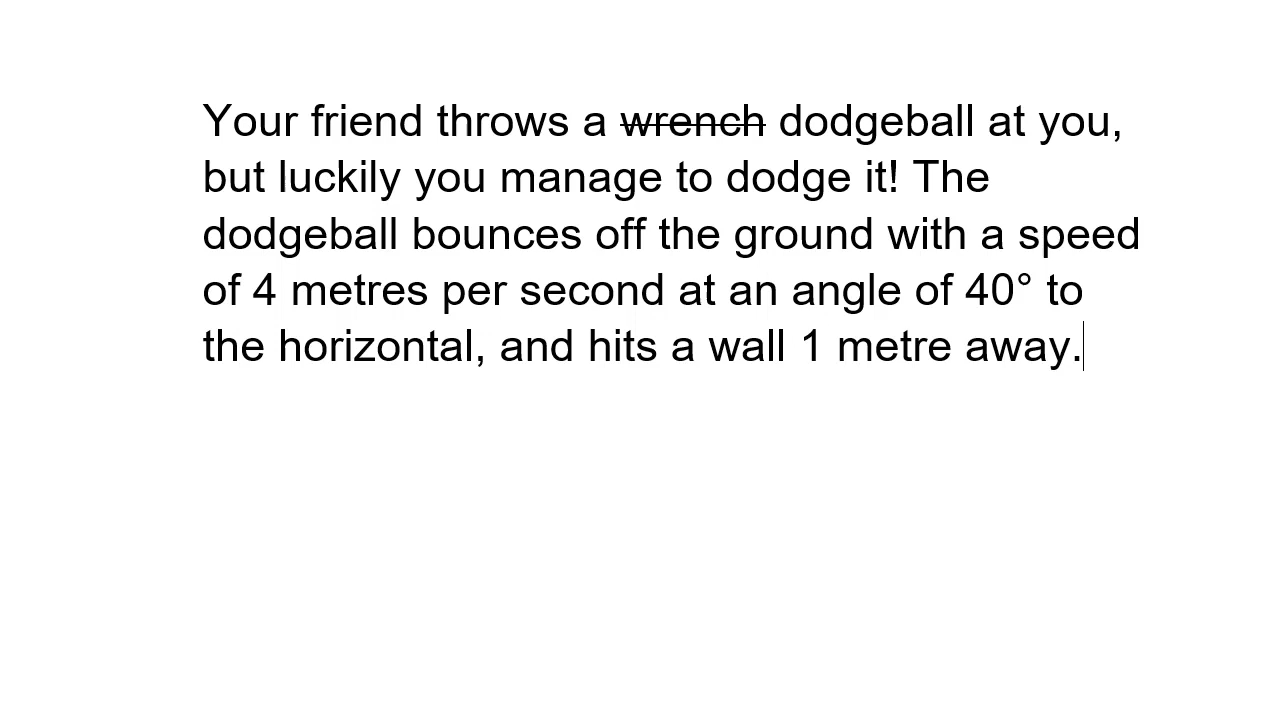 Your friend throws a wrench dodgeball at you,
but luckily you manage to dodge it! The
dodgeball bounces off the ground with a speed
of 4 metres per second at an angle of 40° to
the horizontal, and hits a wall 1 metre away.